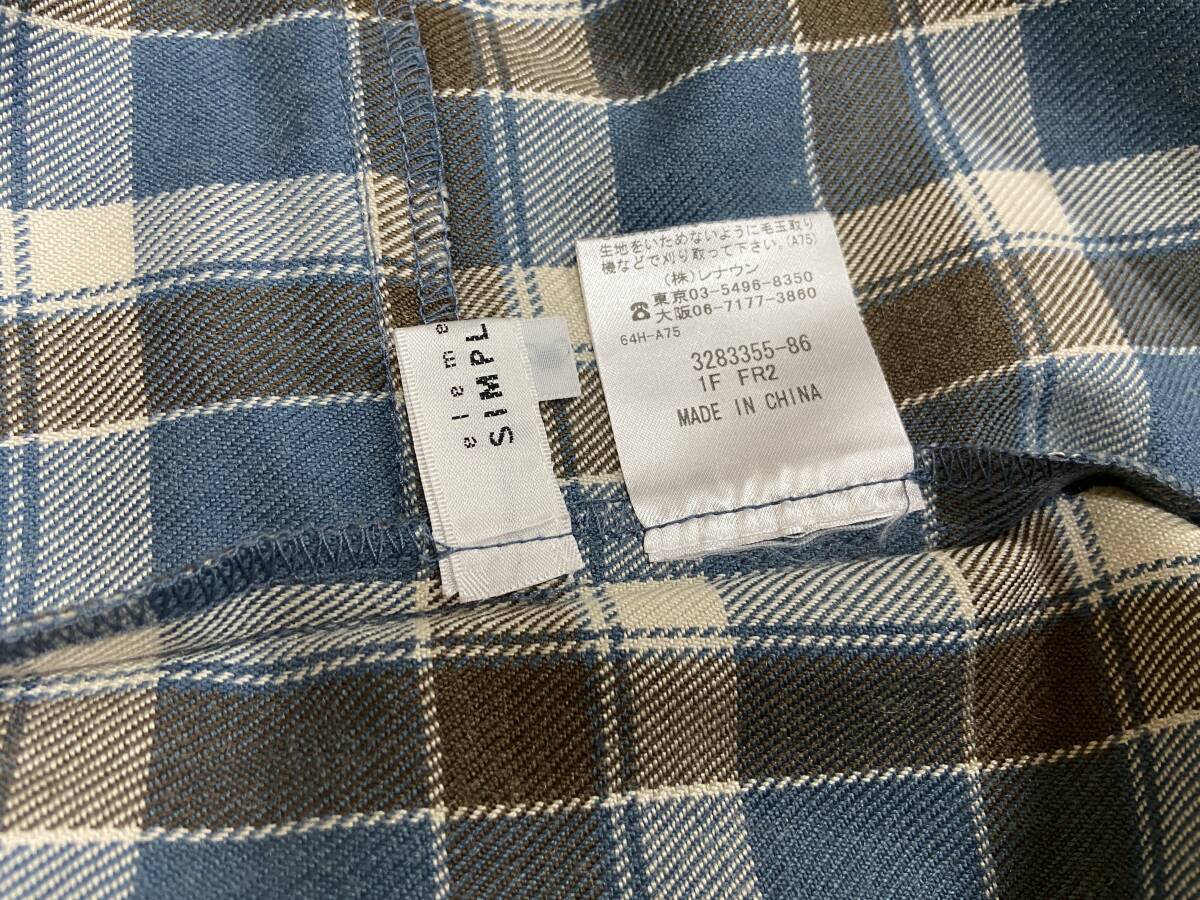 elama
SiMPL
生地をいためないように毛玉取り
機などで刈り取って下さい。(A75)
(株)レナウン
☎東京03-5496-8350
大阪06-7177-3860
64H-A75
3283355-86
1F FR2
MADE IN CHINA